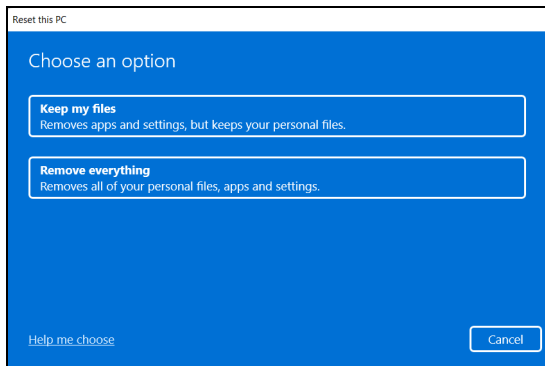 Reset this PC
Choose an option
Keep my files
Removes apps and settings, but keeps your personal files.
Remove everything
Removes all of your personal files, apps and settings.
Help me choose
Cancel